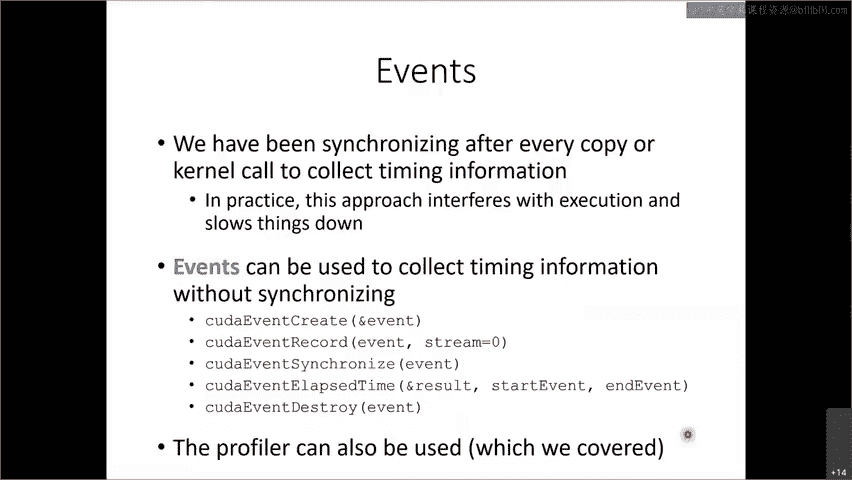 Events
• We have been synchronizing after every copy or
kernel call to collect timing information
• In practice, this approach interferes with execution and
slows things down
• Events can be used to collect timing information
without synchronizing
• cudaEventCreate(&event)
• cudaEventRecord(event, stream=0)
• cudaEventSynchronize(event)
• cudaEventElapsedTime(&result, startEvent, endEvent)
• cudaEventDestroy(event)
• The profiler can also be used (which we covered)
+14